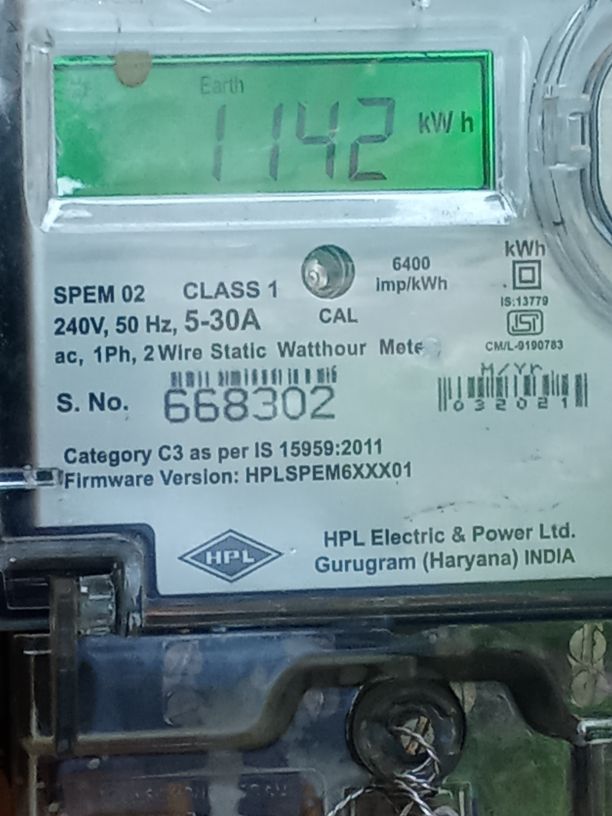 Earth
1142 kWh
kWh
6400
imp/kWh
SPEM 02 CLASS 1
IS:13779
240V, 50 Hz, 5-30A CAL
ISI
CM/L-9190783
ac, 1Ph, 2 Wire Static Watthour Mete
M/Yr
S. No. 668302
032021
Category C3 as per IS 15959:2011
Firmware Version: HPLSPEM6XXX01
HPL
HPL Electric & Power Ltd.
Gurugram (Haryana) INDIA